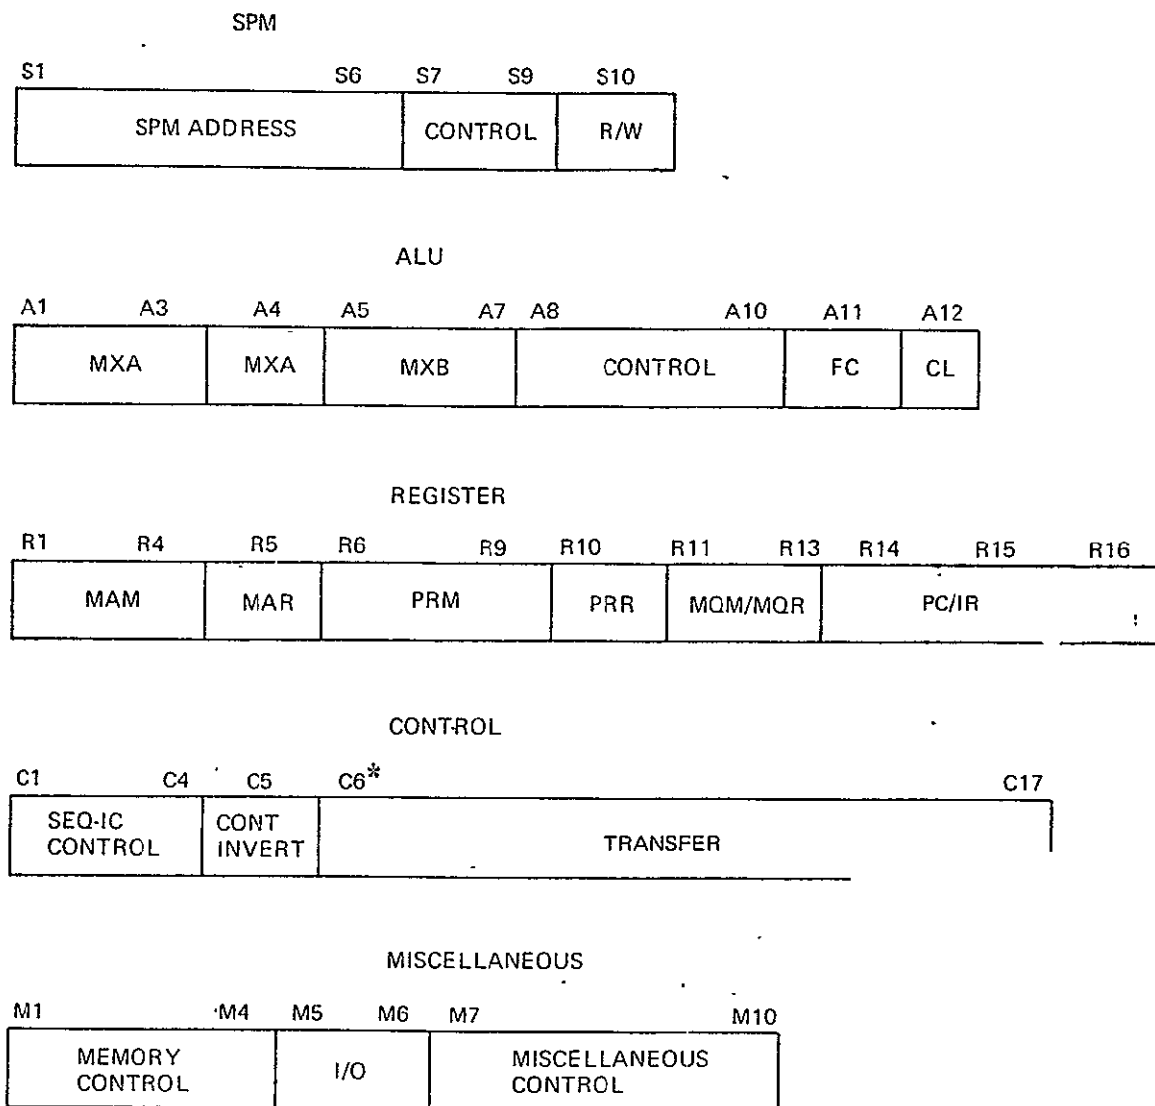 SPM
S1 S6 S7 S9 S10
SPM ADDRESS CONTROL R/W
ALU
A1 A3 A4 A5 A7 A8 A10 A11 A12
MXA MXA MXB CONTROL FC CL
REGISTER
R1 R4 R5 R6 R9 R10 R11 R13 R14 R15 R16
MAM MAR PRM PRR MQM/MQR PC/IR
CONTROL
C1 C4 C5 C6* C17
SEQ-IC CONT
CONTROL INVERT TRANSFER
MISCELLANEOUS
M1 M4 M5 M6 M7 M10
MEMORY I/O MISCELLANEOUS
CONTROL CONTROL